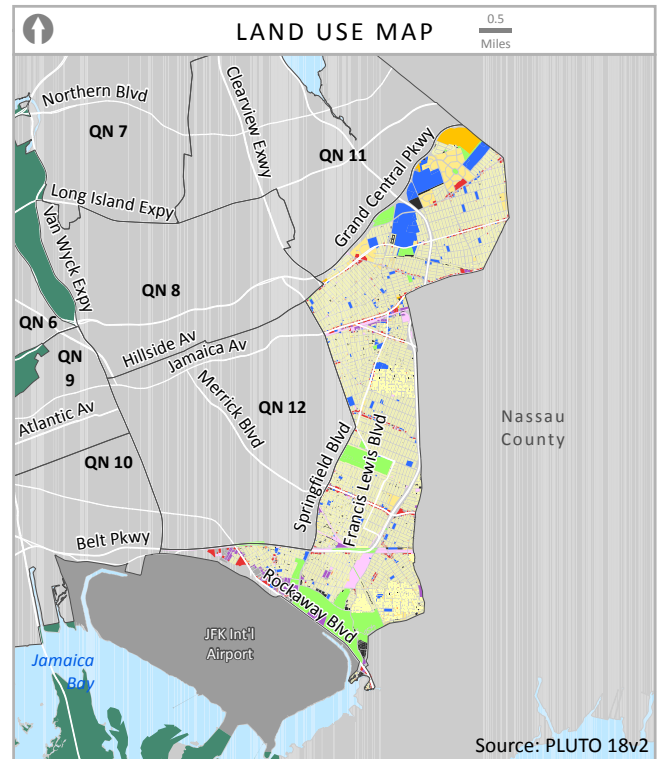 LAND USE MAP
0.5
Miles
Northern Blvd
QN 7
Clearview Exwy
QN 11
Grand Central Pkwy
Long Island Expy
Van Wyck Expy
QN 8
QN 6
Hillside Av
Jamaica Av
QN
9
Merrick Blvd
QN 12
Atlantic Av
Springfield Blvd
Francis Lewis Blvd
Nassau
County
QN 10
Belt Pkwy
Rockaway Blvd
JFK Int'l
Airport
Jamaica
Bay
Source: PLUTO 18v2